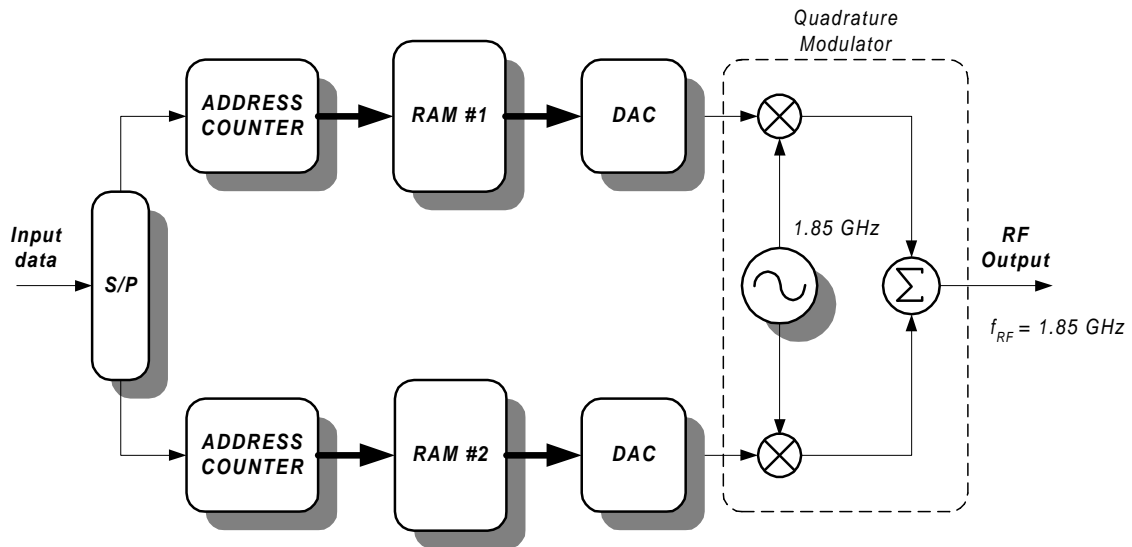 Quadrature
Modulator
ADDRESS
COUNTER
RAM #1
DAC
Input
data
S/P
1.85 GHz
Σ
RF
Output
f_RF = 1.85 GHz
ADDRESS
COUNTER
RAM #2
DAC